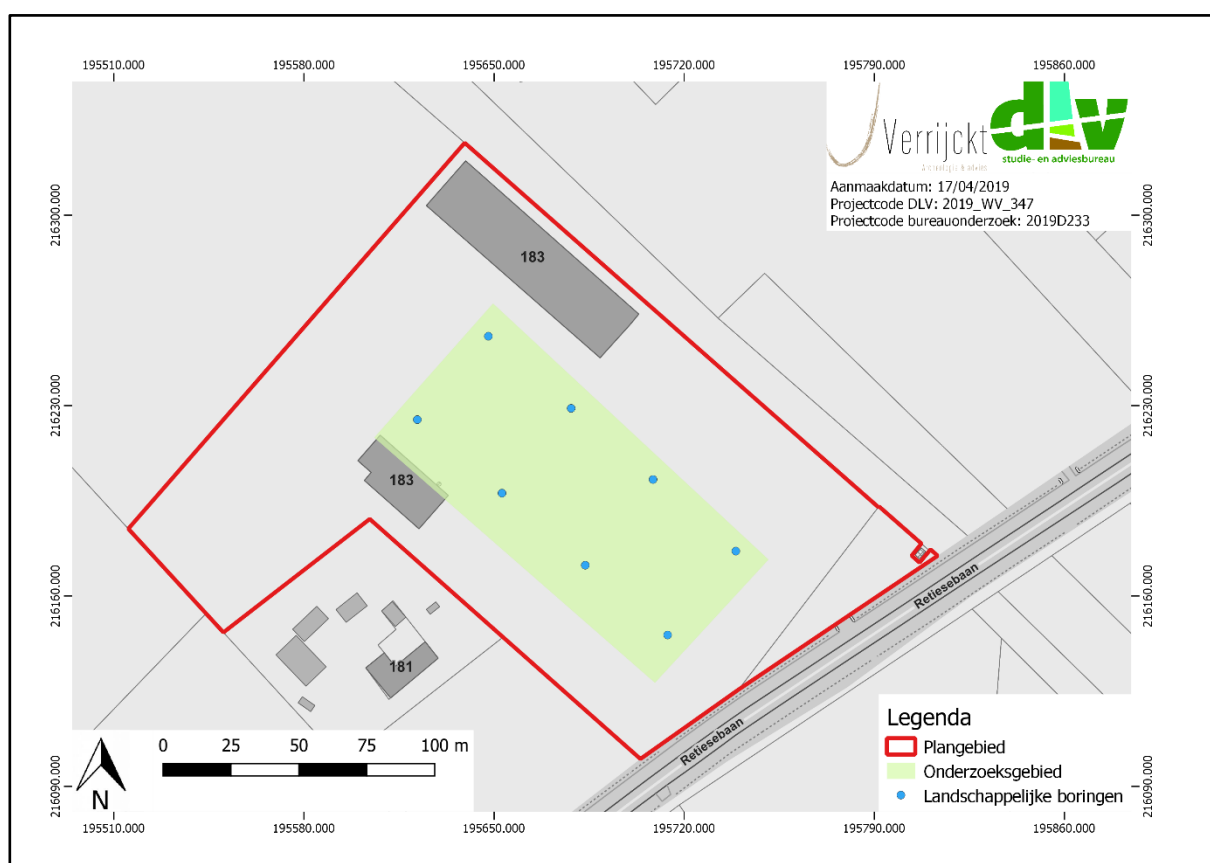 195510.000 195580.000 195650.000 195720.000 195790.000 195860.000
Verrijckt
Archeologie & advies
dlv
studie- en adviesbureau
Aanmaakdatum: 17/04/2019
Projectcode DLV: 2019_WV_347
Projectcode bureauonderzoek: 2019D233
216300.000 216300.000
183
216230.000 216230.000
183
216160.000 216160.000
Retiesebaan
181
Retiesebaan
Legenda
Plangebied
Onderzoeksgebied
Landschappelijke boringen
0 25 50 75 100 m
N
216090.000 216090.000
195510.000 195580.000 195650.000 195720.000 195790.000 195860.000